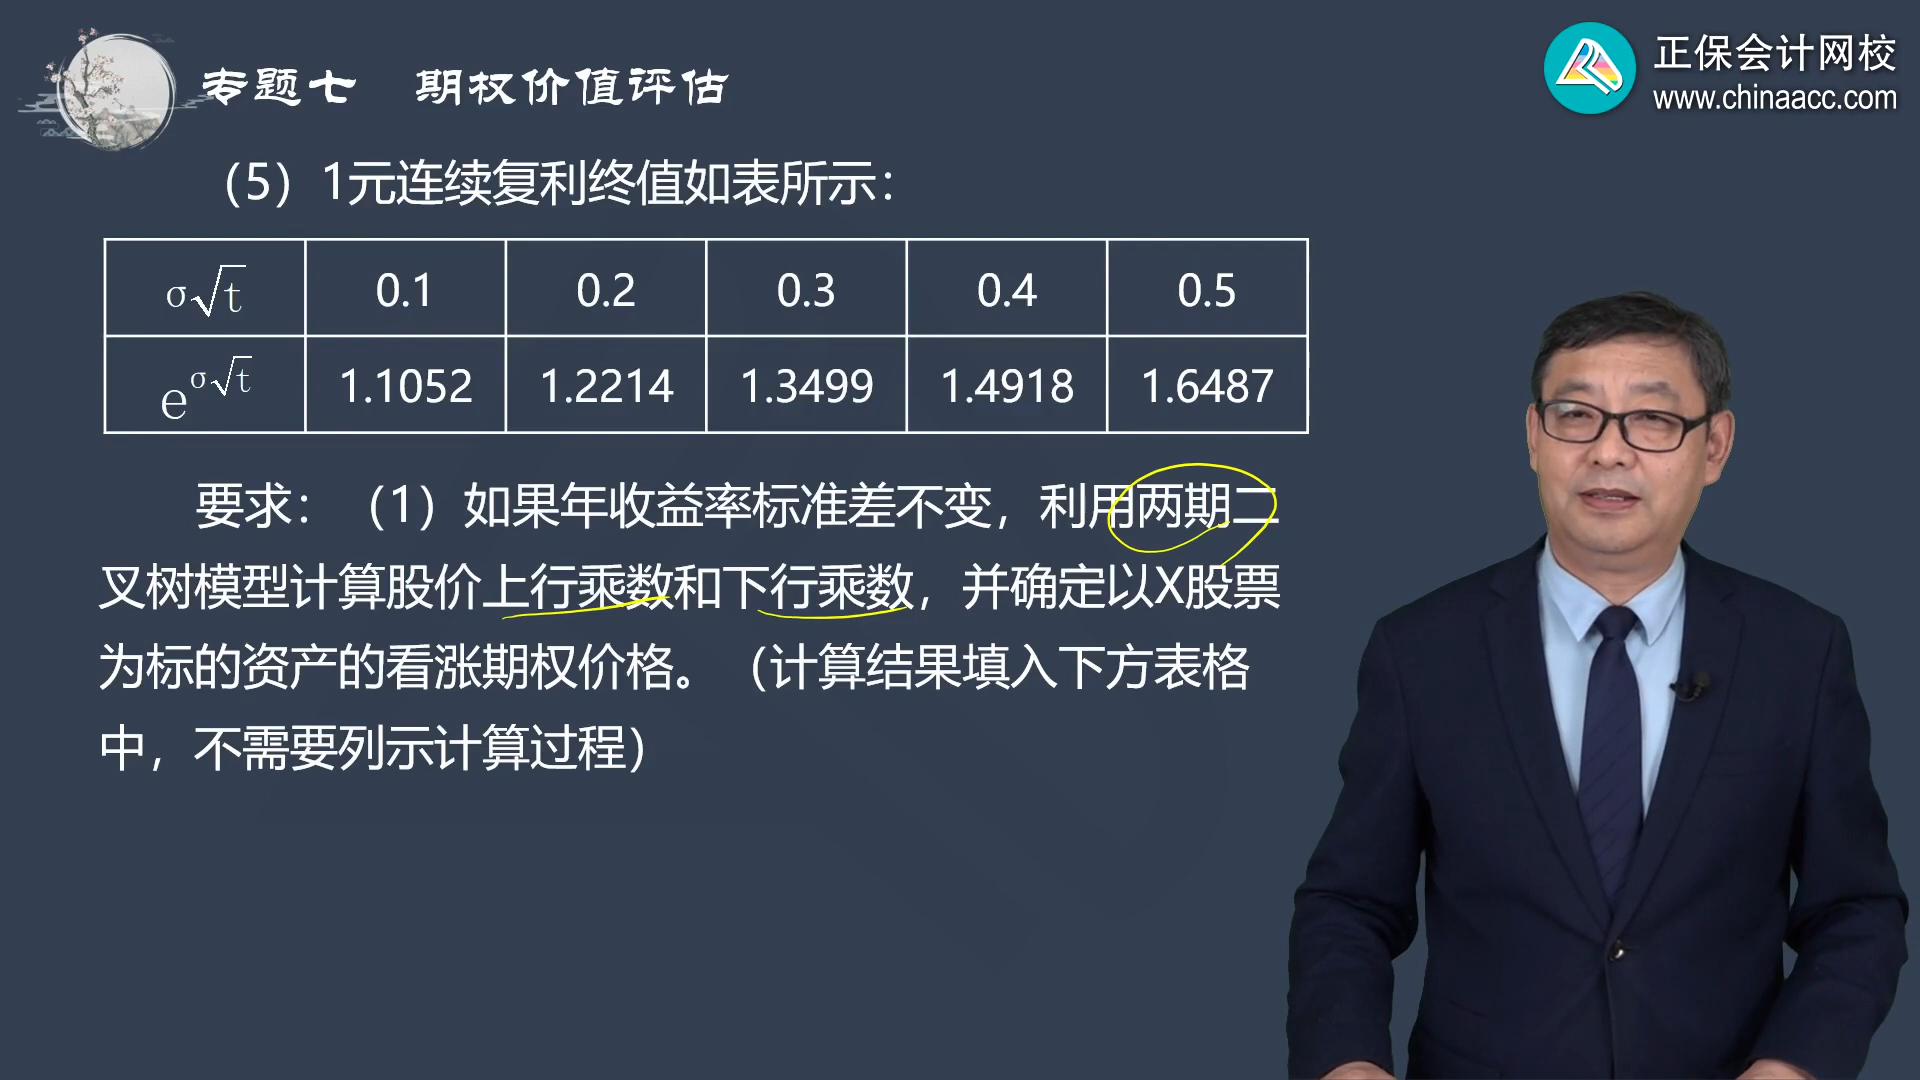 专题七 期权价值评估
正保会计网校
www.chinaacc.com
（5）1元连续复利终值如表所示：
σ√t 0.1 0.2 0.3 0.4 0.5
e^σ√t 1.1052 1.2214 1.3499 1.4918 1.6487
要求：（1）如果年收益率标准差不变，利用两期二
叉树模型计算股价上行乘数和下行乘数，并确定以X股票
为标的资产的看涨期权价格。（计算结果填入下方表格
中，不需要列示计算过程）